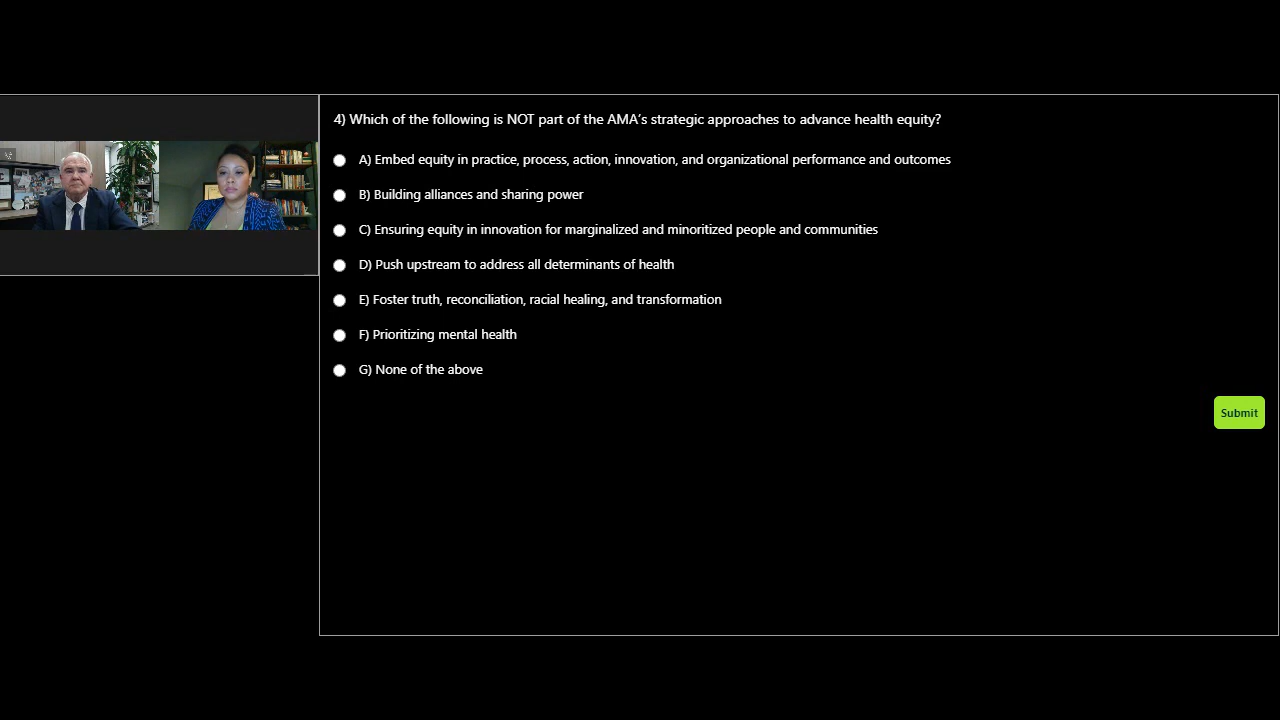 4) Which of the following is NOT part of the AMA's strategic approaches to advance health equity?
A) Embed equity in practice, process, action, innovation, and organizational performance and outcomes
B) Building alliances and sharing power
C) Ensuring equity in innovation for marginalized and minoritized people and communities
D) Push upstream to address all determinants of health
E) Foster truth, reconciliation, racial healing, and transformation
F) Prioritizing mental health
G) None of the above
Submit